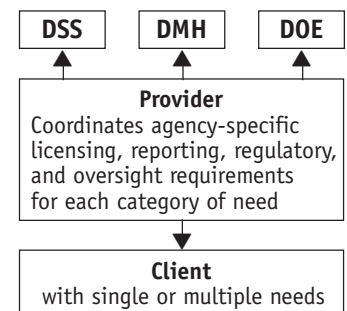 DSS DMH DOE
Provider
Coordinates agency-specific
licensing, reporting, regulatory,
and oversight requirements
for each category of need
Client
with single or multiple needs